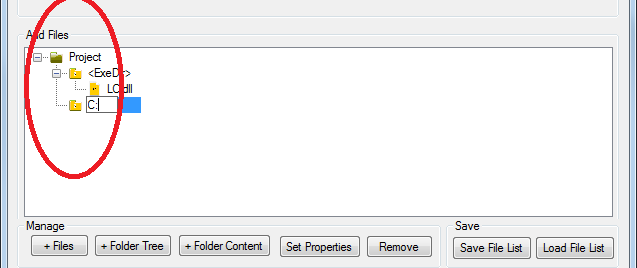 Add Files
Project
<ExeDir>
LC.dll
C:
Manage
+ Files
+ Folder Tree
+ Folder Content
Set Properties
Remove
Save
Save File List
Load File List